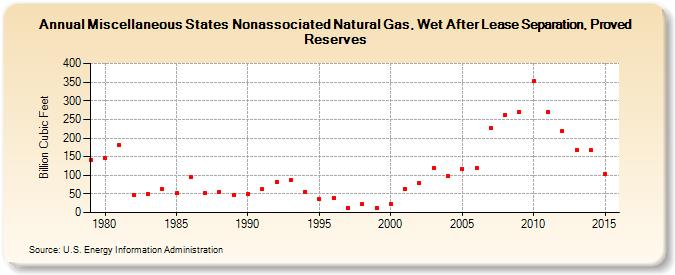 Annual Miscellaneous States Nonassociated Natural Gas, Wet After Lease Separation, Proved
Reserves
Billion Cubic Feet
400
350
300
250
200
150
100
50
0
1980 1985 1990 1995 2000 2005 2010 2015
Source: U.S. Energy Information Administration